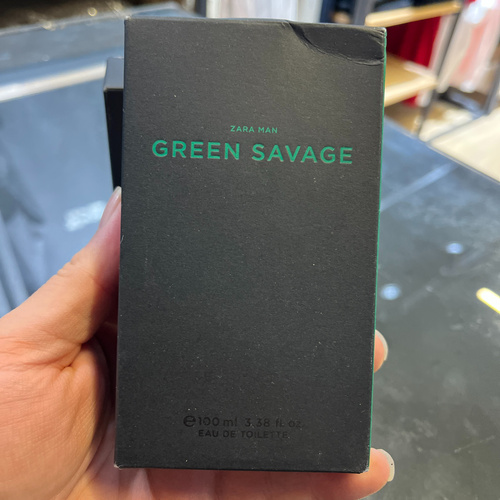 ZARA MAN
GREEN SAVAGE
℮100 ml 3.38 fl. oz.
EAU DE TOILETTE